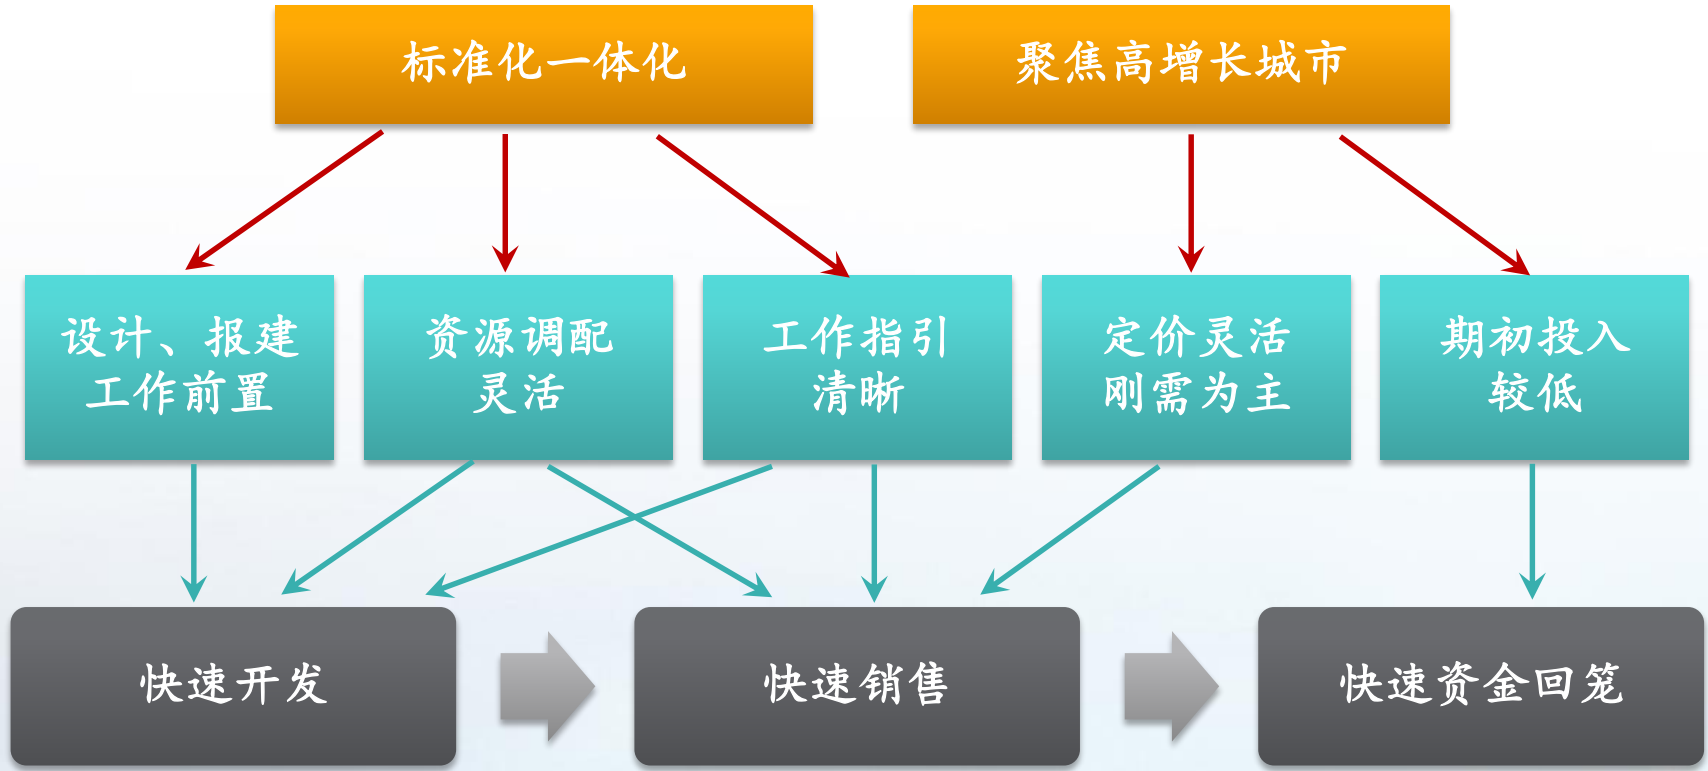 标准化一体化
聚焦高增长城市
设计、报建
工作前置
资源调配
灵活
工作指引
清晰
定价灵活
刚需为主
期初投入
较低
快速开发
快速销售
快速资金回笼